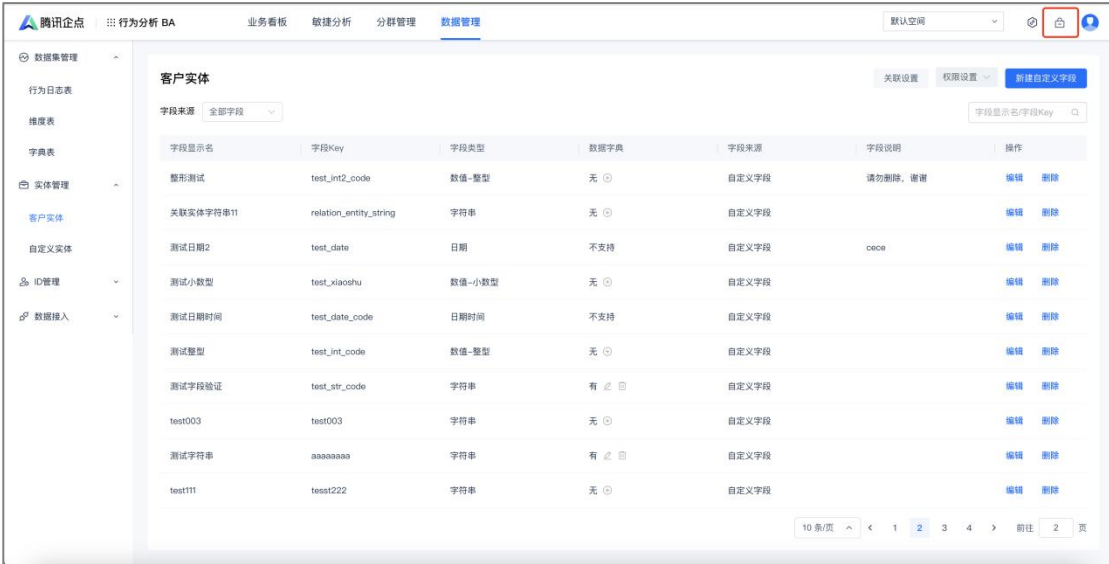 腾讯企点 行为分析 BA 业务看板 敏捷分析 分群管理 数据管理 默认空间
数据集管理
行为日志表
维度表
字典表
实体管理
客户实体
自定义实体
ID管理
数据接入
客户实体 关联设置 权限设置 新建自定义字段
字段来源 全部字段 字段显示名/字段Key
字段显示名 字段Key 字段类型 数据字典 字段来源 字段说明 操作
整形测试 test_int2_code 数值-整型 无 自定义字段 请勿删除，谢谢 编辑 删除
关联实体字符串11 relation_entity_string 字符串 无 自定义字段 编辑 删除
测试日期2 test_date 日期 不支持 自定义字段 cece 编辑 删除
测试小数型 test_xiaoshu 数值-小数型 无 自定义字段 编辑 删除
测试日期时间 test_date_code 日期时间 不支持 自定义字段 编辑 删除
测试整型 test_int_code 数值-整型 无 自定义字段 编辑 删除
测试字段验证 test_str_code 字符串 有 自定义字段 编辑 删除
test003 test003 字符串 无 自定义字段 编辑 删除
测试字符串 aaaaaaaa 字符串 有 自定义字段 编辑 删除
test111 tesst222 字符串 无 自定义字段 编辑 删除
10 条/页 1 2 3 4 前往 2 页